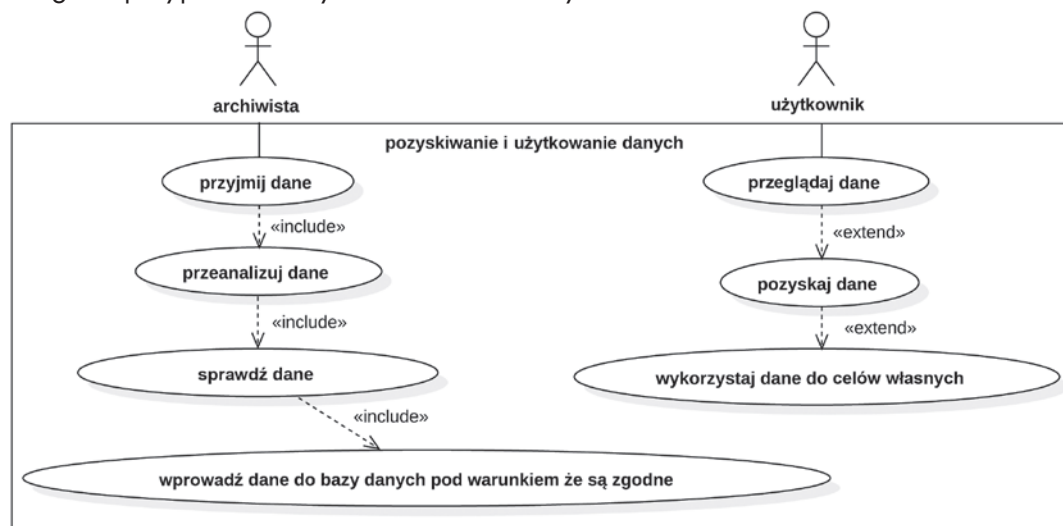 archiwista
użytkownik
pozyskiwanie i użytkowanie danych
przyjmij dane
przeglądaj dane
«include»
«extend»
przeanalizuj dane
pozyskaj dane
«include»
«extend»
sprawdź dane
wykorzystaj dane do celów własnych
«include»
wprowadź dane do bazy danych pod warunkiem że są zgodne